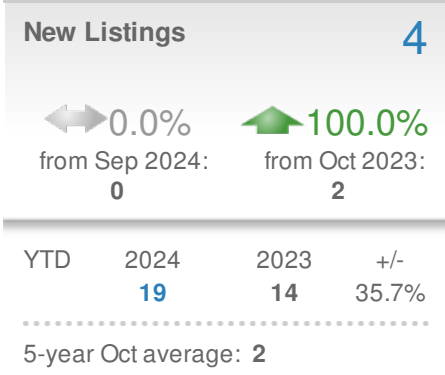 New Listings 4
0.0% 100.0%
from Sep 2024: from Oct 2023:
0 2
YTD 2024 2023 +/-
19 14 35.7%
5-year Oct average: 2